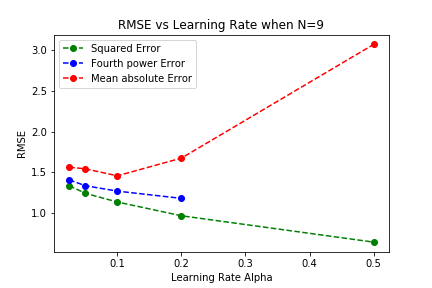 RMSE vs Learning Rate when N=9
Squared Error
Fourth power Error
Mean absolute Error
3.0
2.5
2.0
1.5
1.0
RMSE
0.1
0.2
0.3
0.4
0.5
Learning Rate Alpha